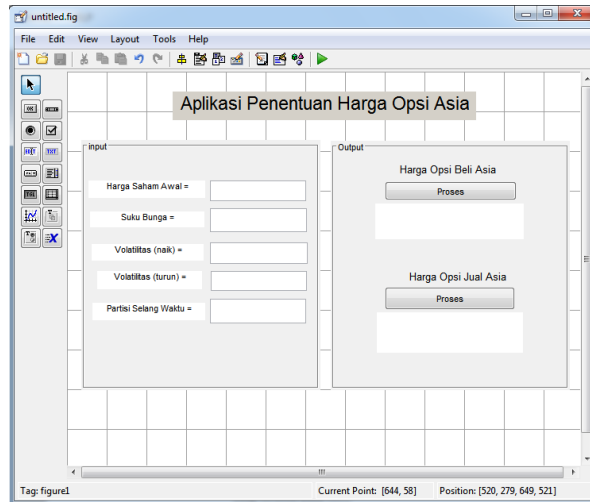 untitled.fig
File Edit View Layout Tools Help
Aplikasi Penentuan Harga Opsi Asia
input
Harga Saham Awal =
Suku Bunga =
Volatilitas (naik) =
Volatilitas (turun) =
Partisi Selang Waktu =
Output
Harga Opsi Beli Asia
Proses
Harga Opsi Jual Asia
Proses
Tag: figure1
Current Point: [644, 58]
Position: [520, 279, 649, 521]